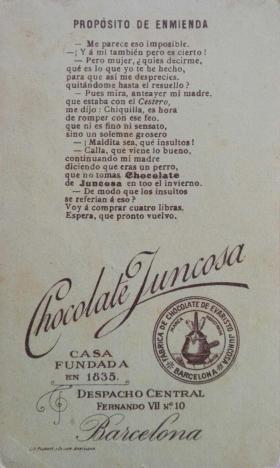 PROPÓSITO DE ENMIENDA
— Me parece eso imposible.
—¡Y á mí también pero es cierto!
— Pero mujer, ¿quies decirme,
qué es lo que yo te he hecho,
para que así me desprecies,
quitándome hasta el resuello?
— Pues mira, anteayer mi madre,
que estaba con el Cestero,
me dijo: Chiquilla, es hora
de romper con ese feo,
que ni es fino ni sensato,
sino un solemne grosero
— ¡Maldita sea, qué insultos!
— Calla, que viene lo bueno,
continuando mi madre
diciendo que eras un perro,
que no tomas Chocolate
de Juncosa en too el invierno.
— De modo que los insultos
se referían á eso?
Voy á comprar cuatro libras.
Espera, que pronto vuelvo.
Chocolate Juncosa
FÁBRICA DE CHOCOLATE DE EVARISTO JUNCOSA
BARCELONA
CASA
FUNDADA
EN 1835.
DESPACHO CENTRAL
FERNANDO VII Nº 10
Barcelona